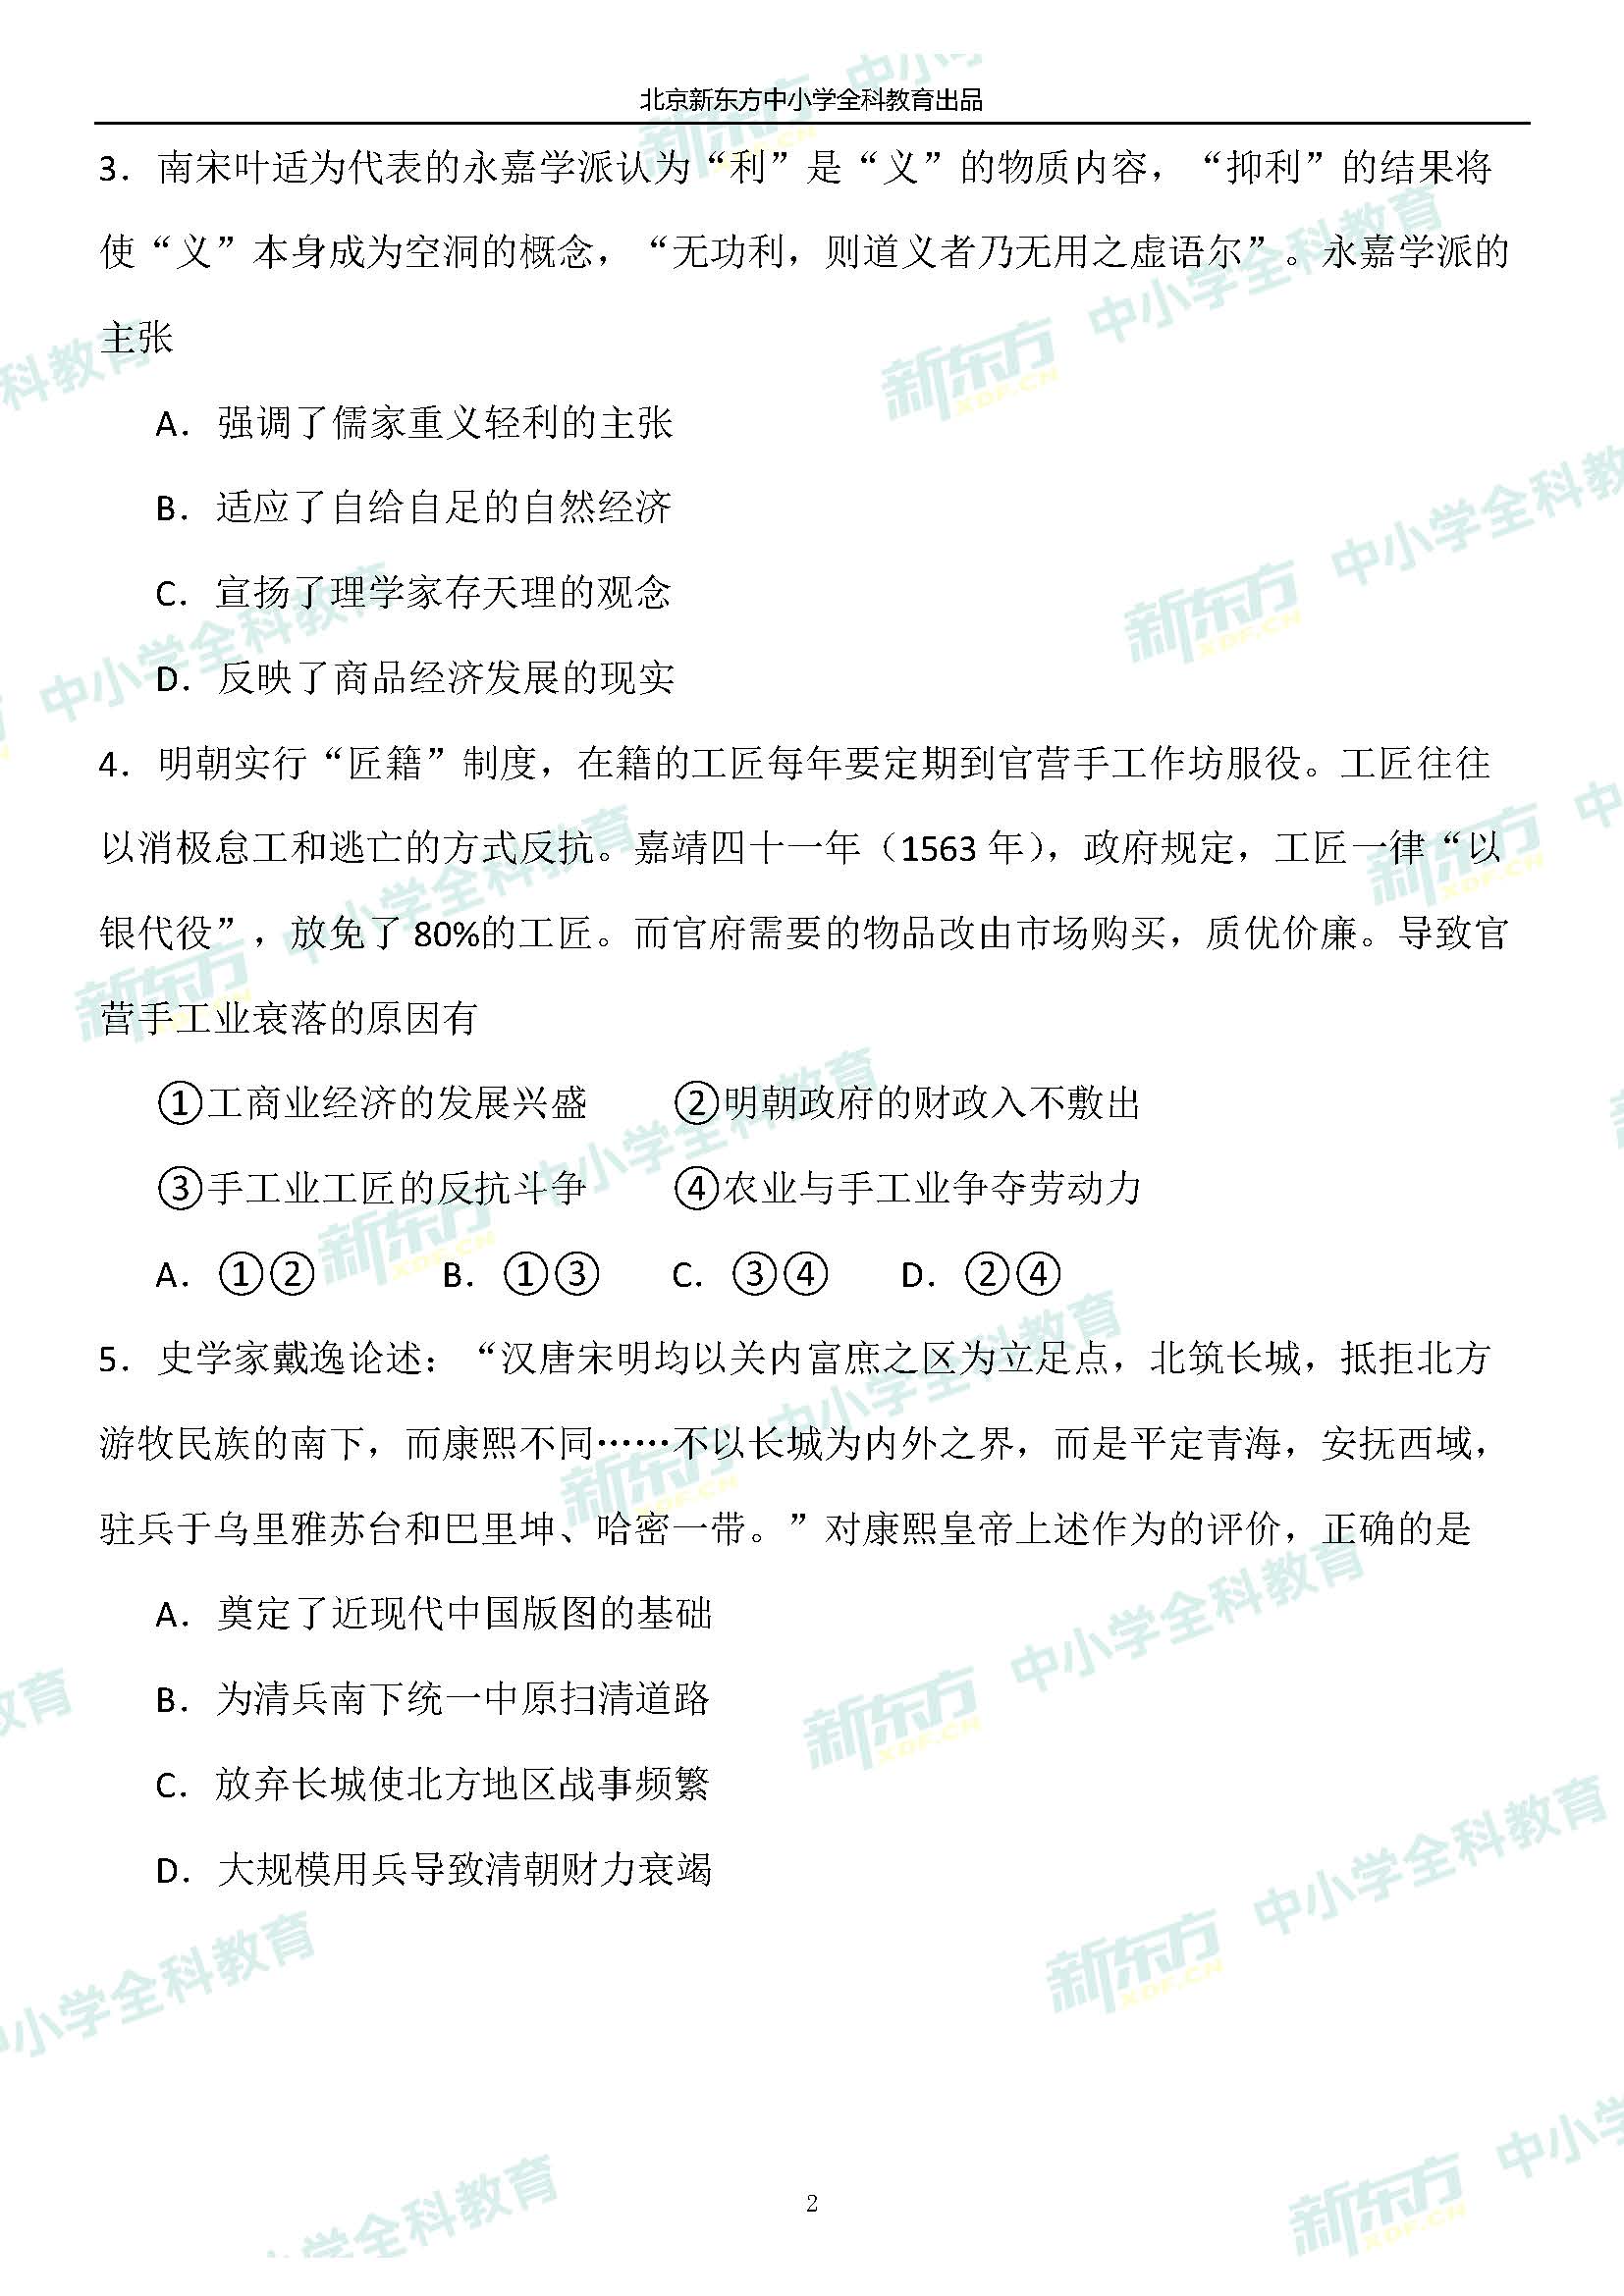 北京新东方中小学全科教育出品
3．南宋叶适为代表的永嘉学派认为“利”是“义”的物质内容，“抑利”的结果将
使“义”本身成为空洞的概念，“无功利，则道义者乃无用之虚语尔”。永嘉学派的
主张
A．强调了儒家重义轻利的主张
B．适应了自给自足的自然经济
C．宣扬了理学家存天理的观念
D．反映了商品经济发展的现实
4．明朝实行“匠籍”制度，在籍的工匠每年要定期到官营手工作坊服役。工匠往往
以消极怠工和逃亡的方式反抗。嘉靖四十一年（1563 年），政府规定，工匠一律“以
银代役”，放免了 80%的工匠。而官府需要的物品改由市场购买，质优价廉。导致官
营手工业衰落的原因有
①工商业经济的发展兴盛 ②明朝政府的财政入不敷出
③手工业工匠的反抗斗争 ④农业与手工业争夺劳动力
A．①② B．①③ C．③④ D．②④
5．史学家戴逸论述：“汉唐宋明均以关内富庶之区为立足点，北筑长城，抵拒北方
游牧民族的南下，而康熙不同……不以长城为内外之界，而是平定青海，安抚西域，
驻兵于乌里雅苏台和巴里坤、哈密一带。”对康熙皇帝上述作为的评价，正确的是
A．奠定了近现代中国版图的基础
B．为清兵南下统一中原扫清道路
C．放弃长城使北方地区战事频繁
D．大规模用兵导致清朝财力衰竭
2
新东方 XDF.CN 中小学全科教育